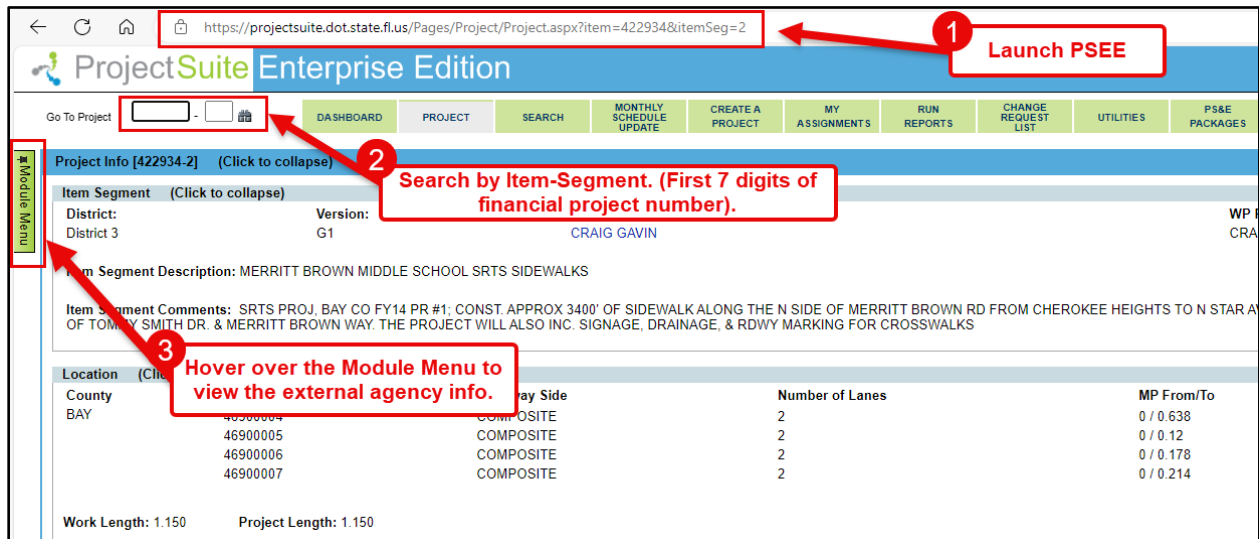 https://projectsuite.dot.state.fl.us/Pages/Project/Project.aspx?item=422934&itemSeg=2
1
Launch PSEE
ProjectSuite Enterprise Edition
Go To Project - DASHBOARD PROJECT SEARCH MONTHLY SCHEDULE UPDATE CREATE A PROJECT MY ASSIGNMENTS RUN REPORTS CHANGE REQUEST LIST UTILITIES PS&E PACKAGES
Module Menu
Project Info [422934-2] (Click to collapse)
2
Search by Item-Segment. (First 7 digits of
financial project number).
Item Segment (Click to collapse)
District: Version: WP
District 3 G1 CRAIG GAVIN CRA
Item Segment Description: MERRITT BROWN MIDDLE SCHOOL SRTS SIDEWALKS
Item Segment Comments: SRTS PROJ, BAY CO FY14 PR #1; CONST. APPROX 3400' OF SIDEWALK ALONG THE N SIDE OF MERRITT BROWN RD FROM CHEROKEE HEIGHTS TO N STAR
OF TOMMY SMITH DR. & MERRITT BROWN WAY. THE PROJECT WILL ALSO INC. SIGNAGE, DRAINAGE, & RDWY MARKING FOR CROSSWALKS
3
Hover over the Module Menu to
view the external agency info.
Location
County Side Number of Lanes MP From/To
BAY 46900004 COMPOSITE 2 0 / 0.638
46900005 COMPOSITE 2 0 / 0.12
46900006 COMPOSITE 2 0 / 0.178
46900007 COMPOSITE 2 0 / 0.214
Work Length: 1.150 Project Length: 1.150